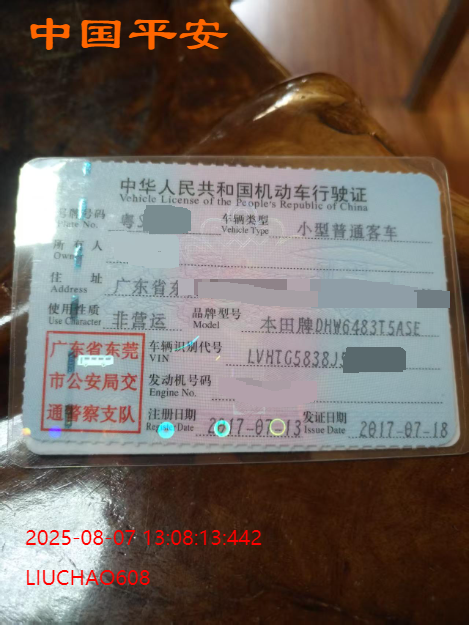 中国平安
中华人民共和国机动车行驶证
Vehicle License of the People's Republic of China
号牌号码 粤S 车辆类型 小型普通客车
Plate No. Vehicle Type
所有人
Owner
住址 广东省东
Address
使用性质 非营运 品牌型号 本田牌DHW6483T5ASE
Use Character Model
广东省东莞 车辆识别代号 LVHTG5838J
VIN
市公安局交 发动机号码
Engine No.
通警察支队 注册日期 2017-07-13 发证日期 2017-07-18
Register Date Issue Date
2025-08-07 13:08:13:442
LIUCHAO608